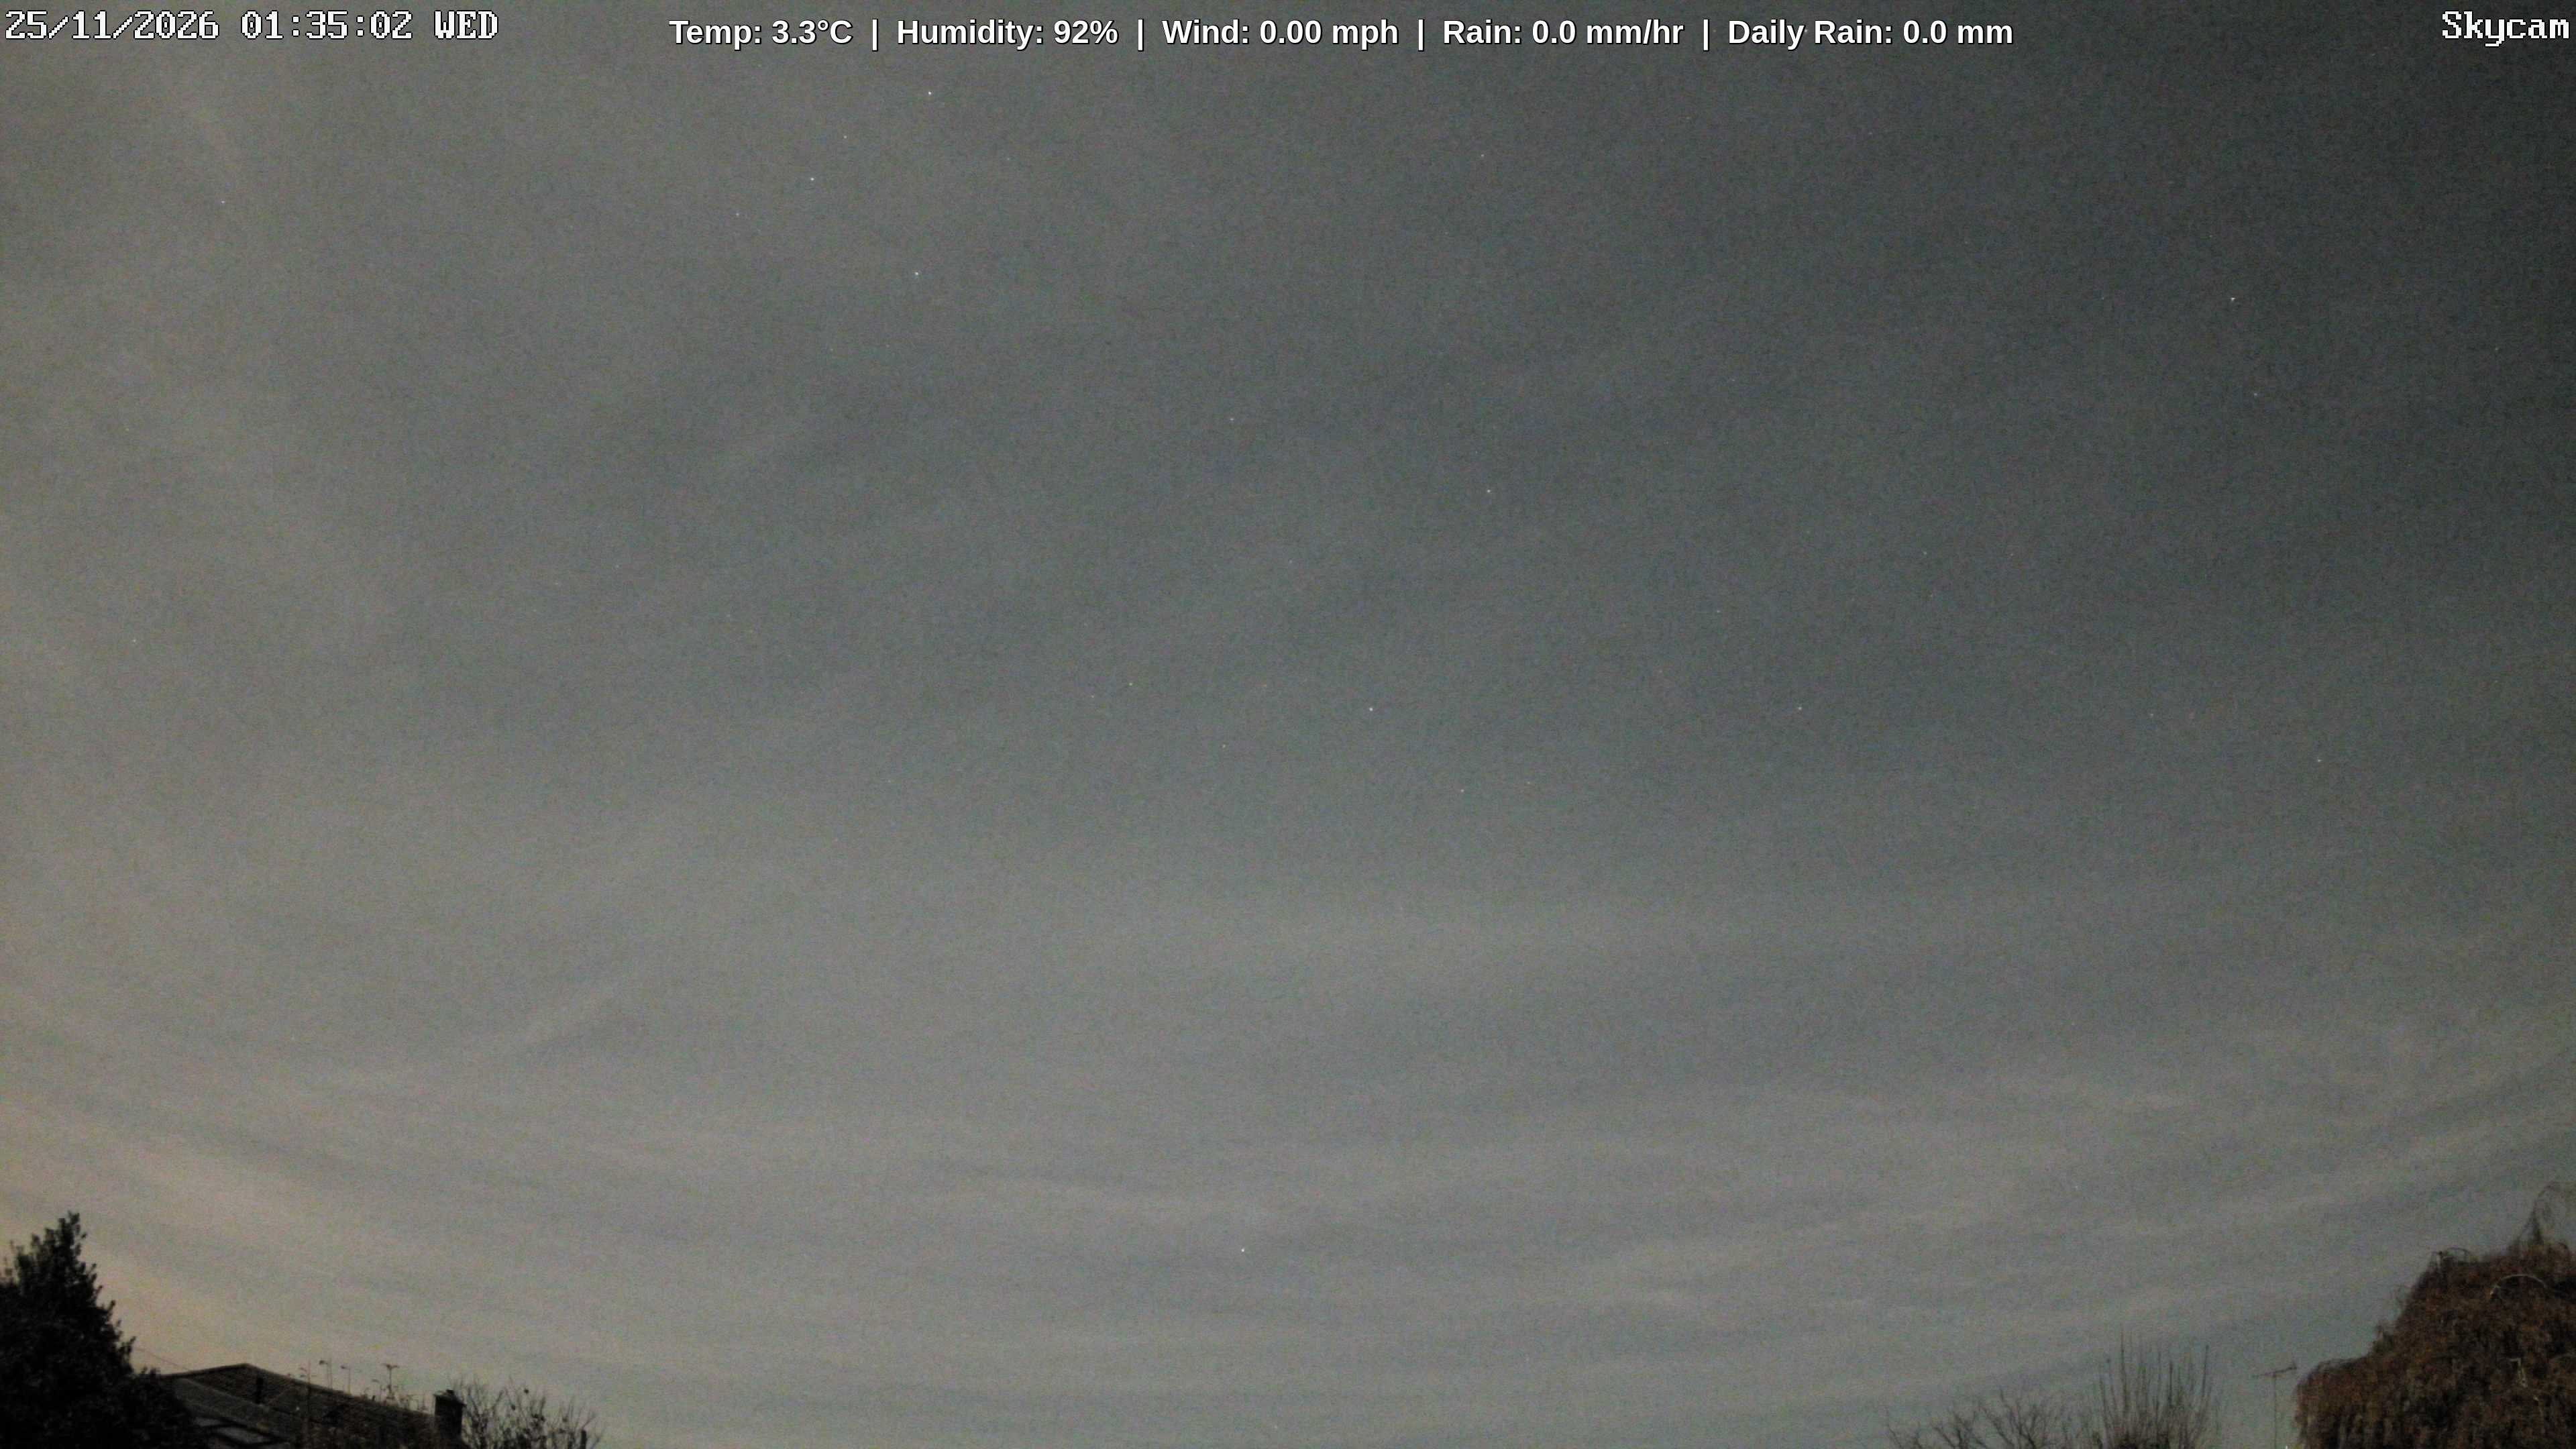 25/11/2026 01:35:02 WED
Temp: 3.3°C | Humidity: 92% | Wind: 0.00 mph | Rain: 0.0 mm/hr | Daily Rain: 0.0 mm
Skycam